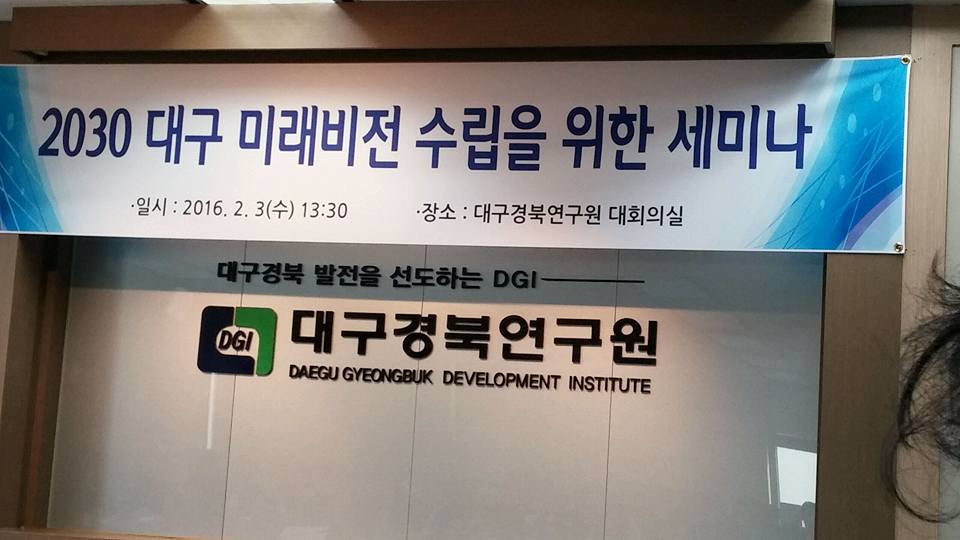 2030 대구 미래비전 수립을 위한 세미나
·일시 : 2016. 2. 3(수) 13:30 ·장소 : 대구경북연구원 대회의실
대구경북 발전을 선도하는 DGI
DGI 대구경북연구원
DAEGU GYEONGBUK DEVELOPMENT INSTITUTE